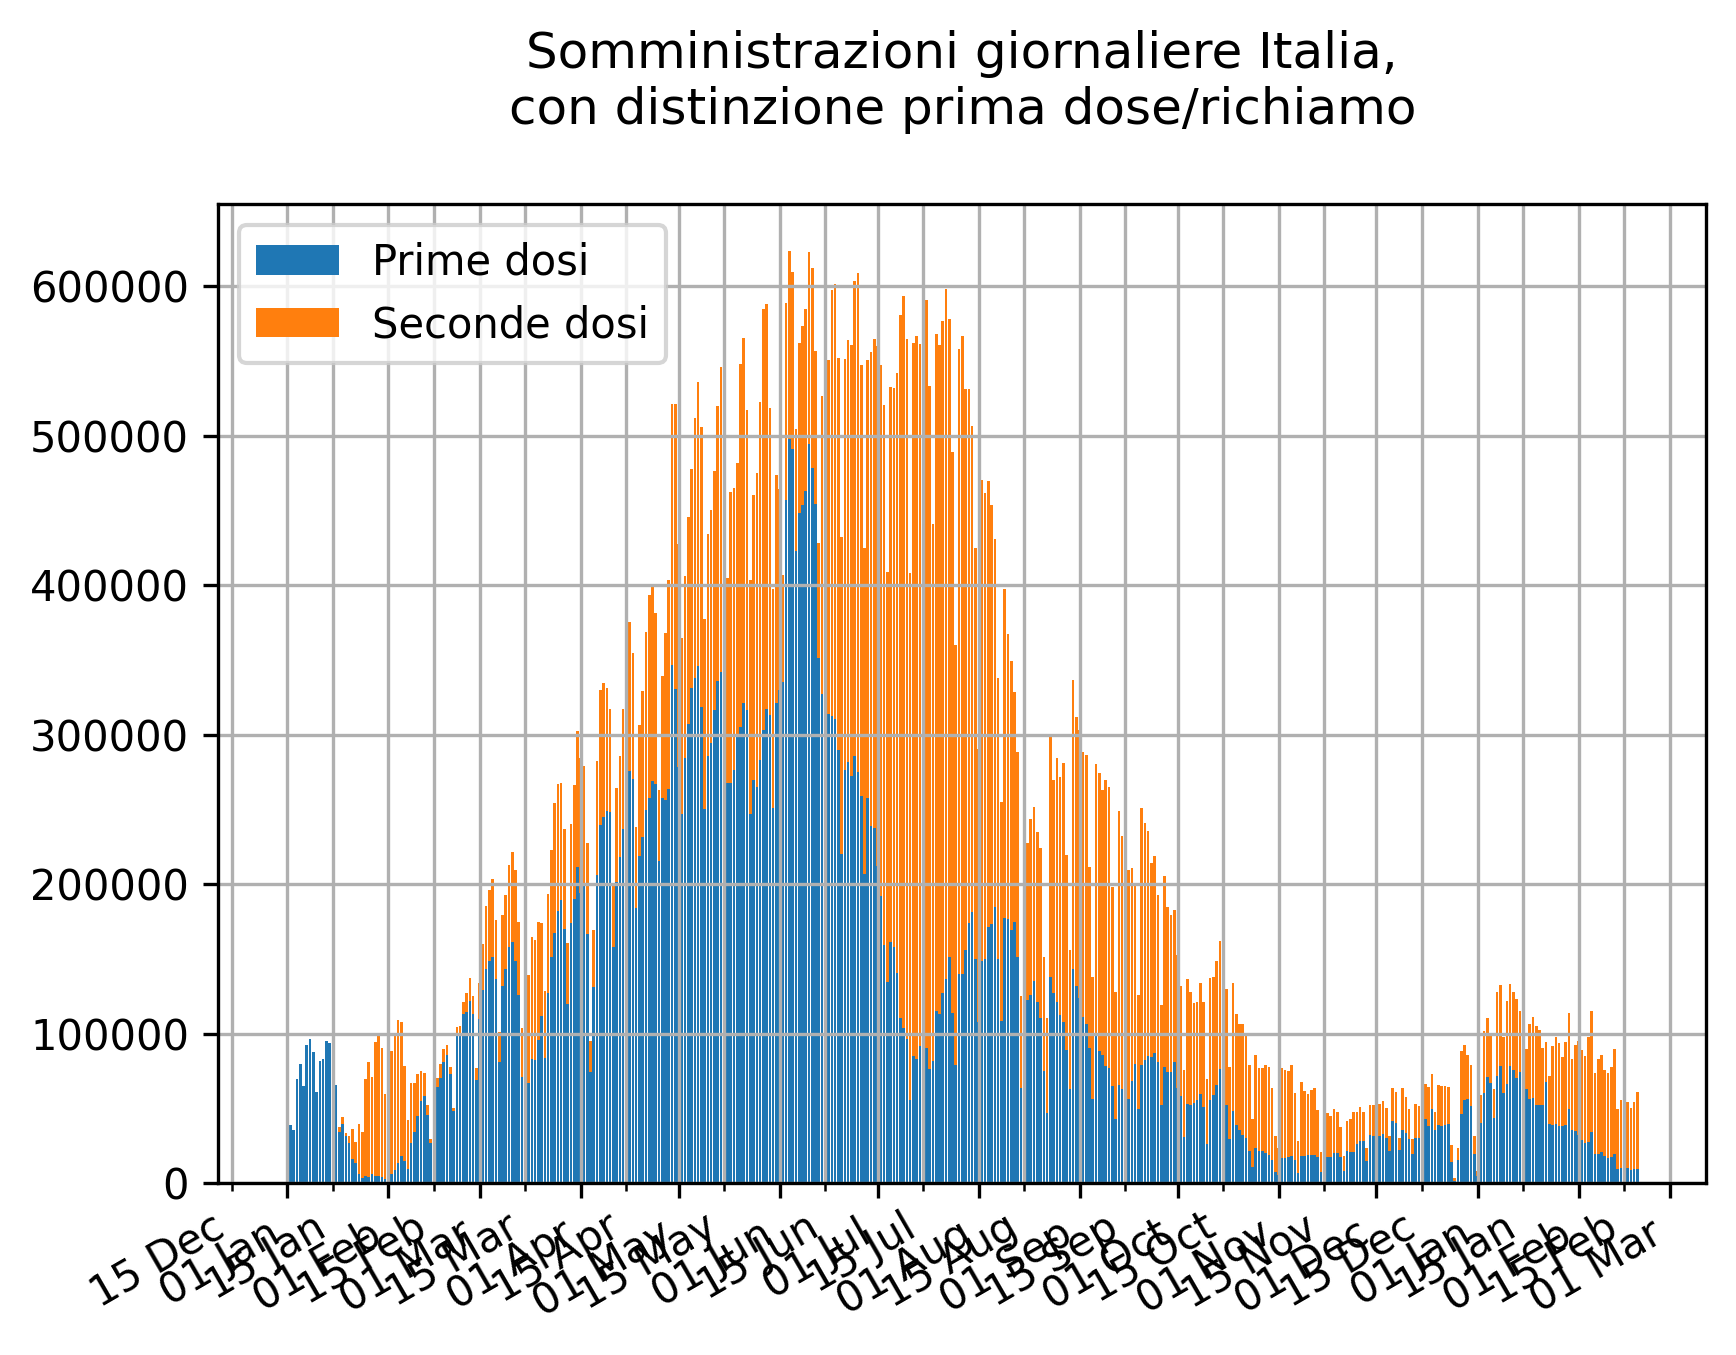 Somministrazioni giornaliere Italia,
con distinzione prima dose/richiamo
Prime dosi
Seconde dosi
600000
500000
400000
300000
200000
100000
0
15 Dec
01 Jan
15 Jan
01 Feb
15 Feb
01 Mar
15 Mar
01 Apr
15 Apr
01 May
15 May
01 Jun
15 Jun
01 Jul
15 Jul
01 Aug
15 Aug
01 Sep
15 Sep
01 Oct
15 Oct
01 Nov
15 Nov
01 Dec
15 Dec
01 Jan
15 Jan
01 Feb
15 Feb
01 Mar